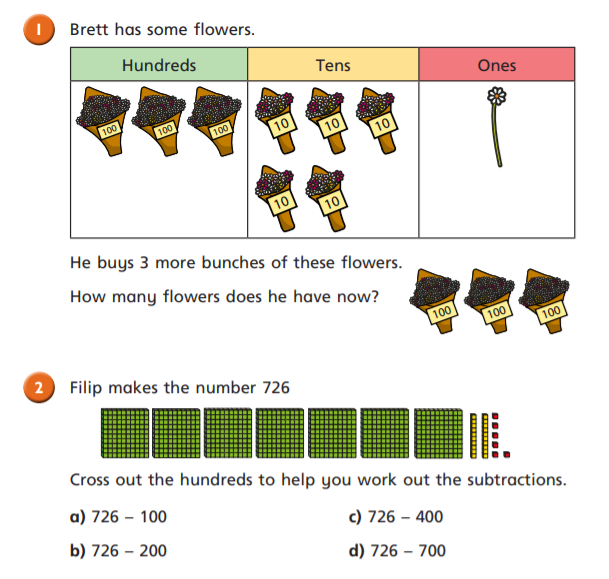 1 Brett has some flowers.
Hundreds Tens Ones
100 100 100 10 10 10
10 10
He buys 3 more bunches of these flowers.
How many flowers does he have now?
100 100 100
2 Filip makes the number 726
Cross out the hundreds to help you work out the subtractions.
a) 726 – 100 c) 726 – 400
b) 726 – 200 d) 726 – 700